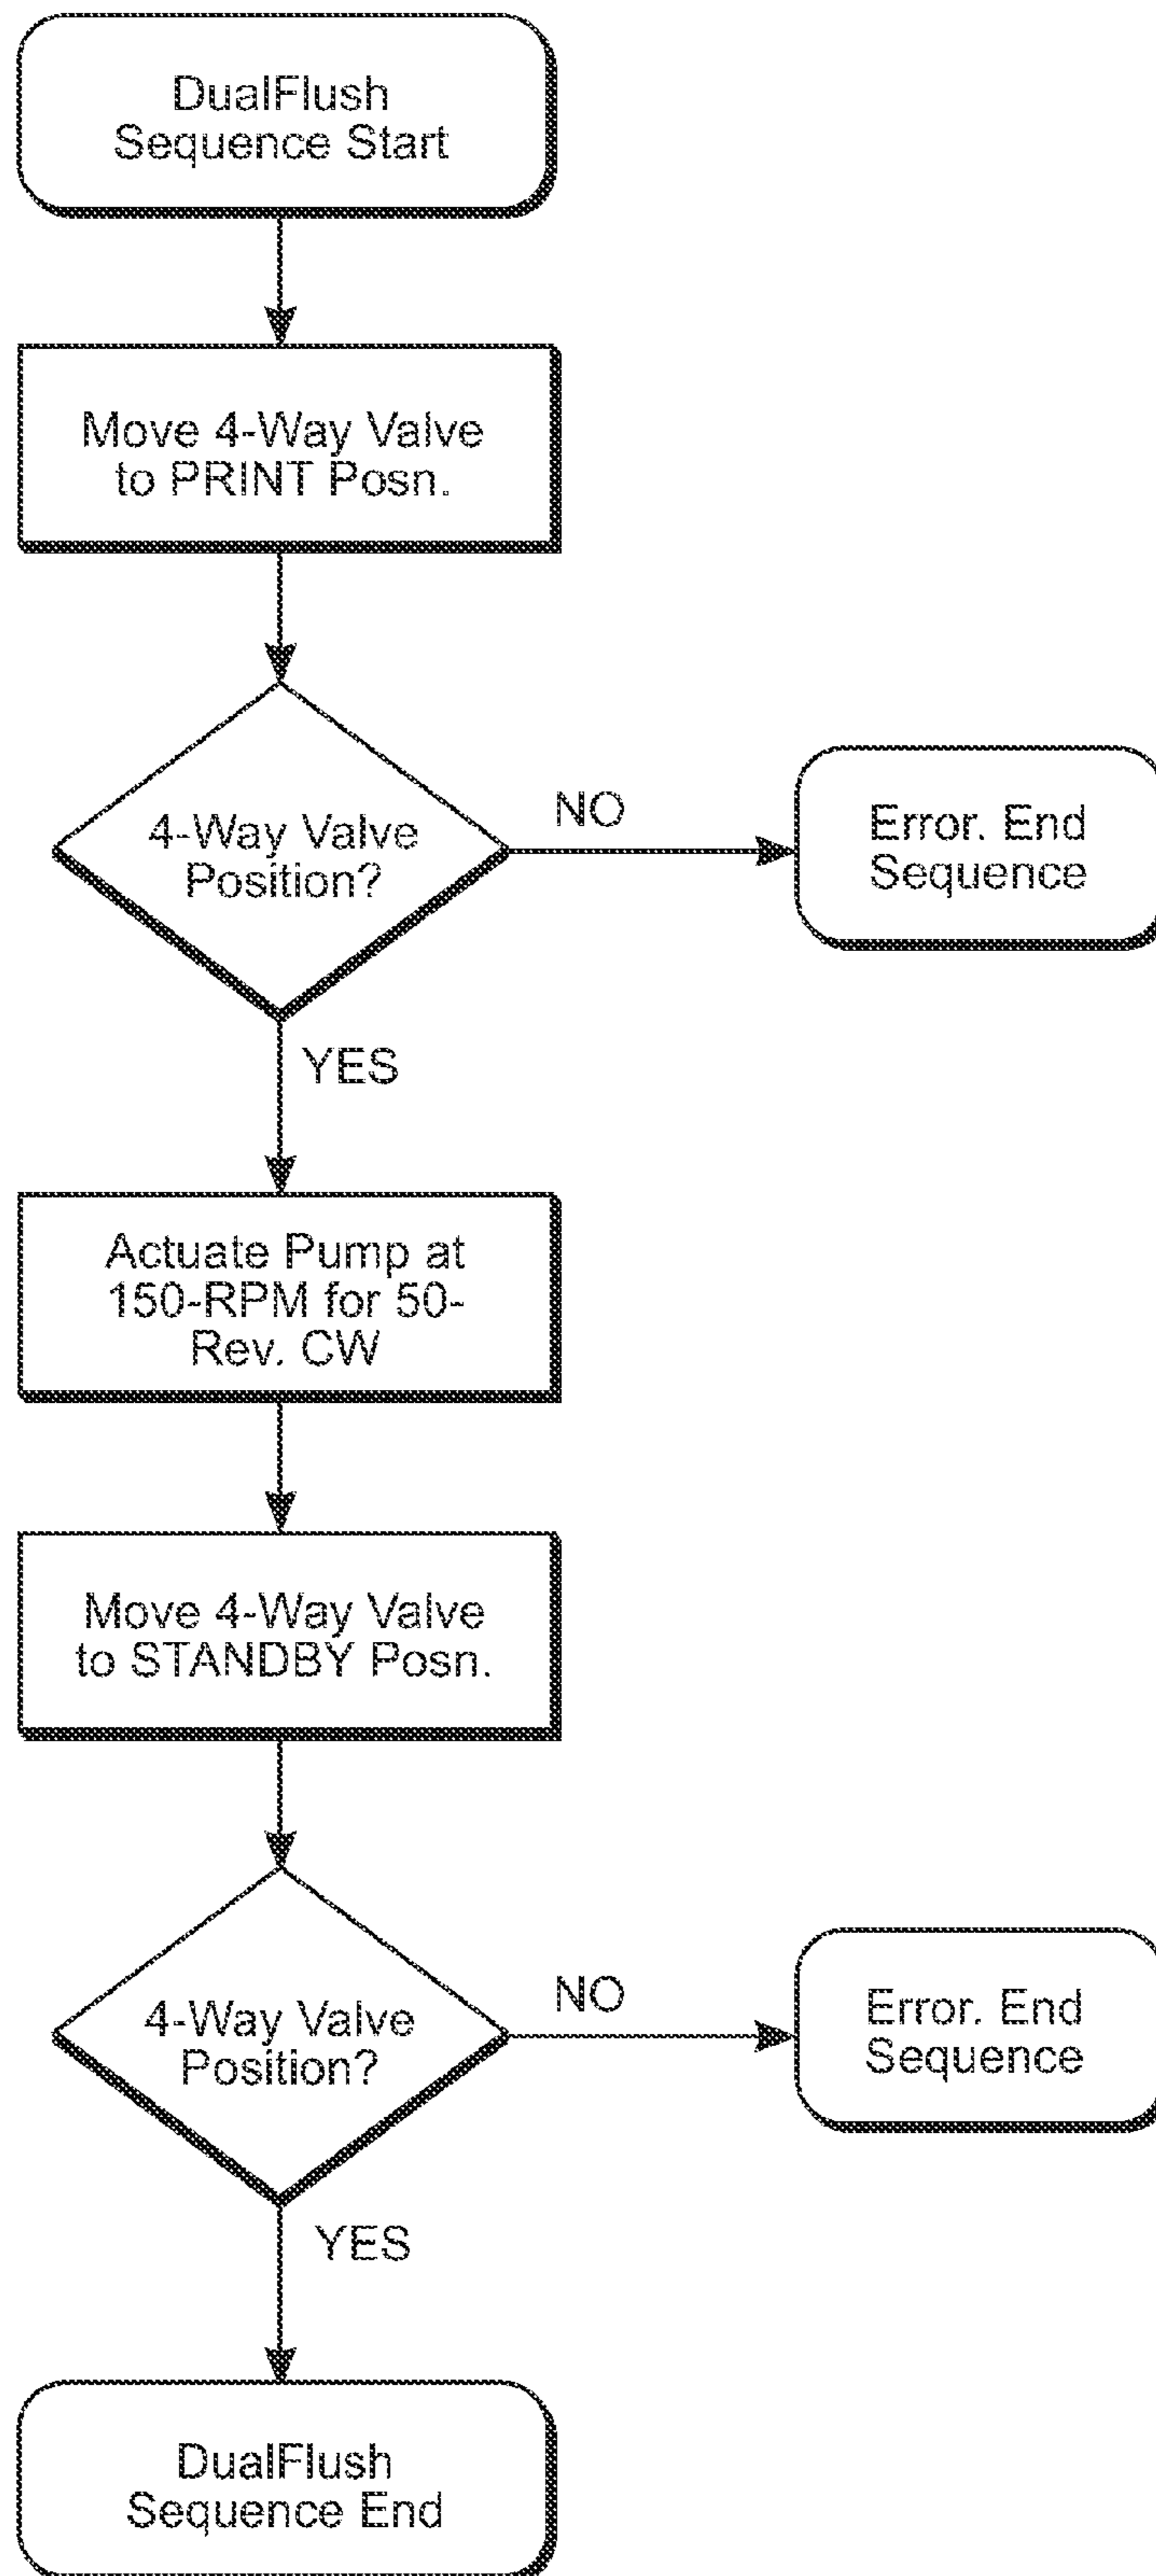 DualFlush
Sequence Start
Move 4-Way Valve
to PRINT Posn.
4-Way Valve
Position?
NO
Error. End
Sequence
YES
Actuate Pump at
150-RPM for 50-
Rev. CW
Move 4-Way Valve
to STANDBY Posn.
4-Way Valve
Position?
NO
Error. End
Sequence
YES
DualFlush
Sequence End